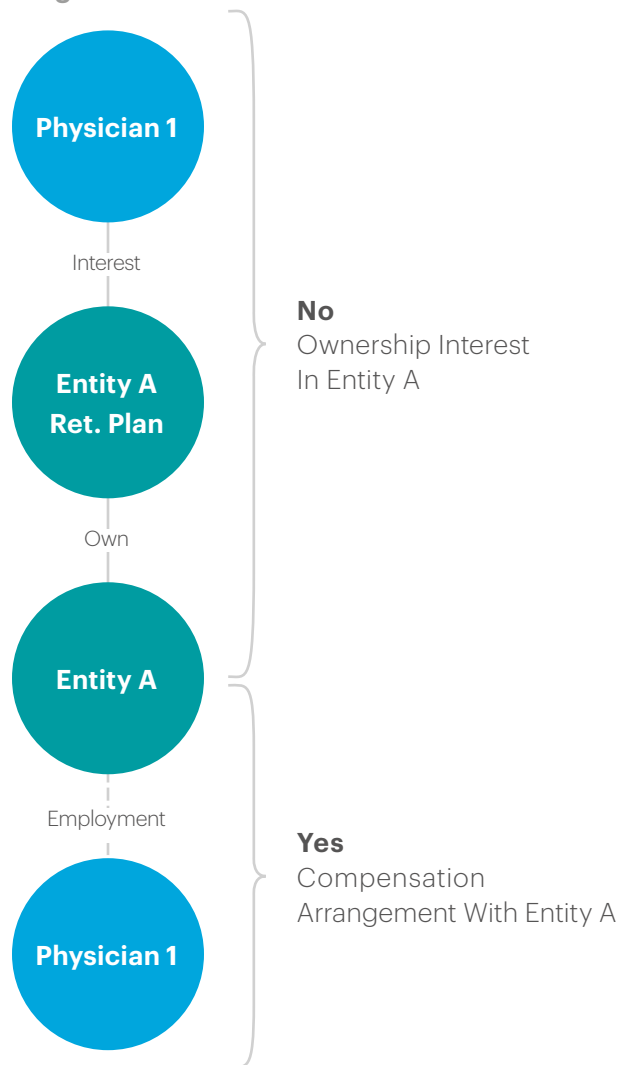 Physician 1
Interest
Entity A
Ret. Plan
No
Ownership Interest
In Entity A
Own
Entity A
Employment
Yes
Compensation
Arrangement With Entity A
Physician 1